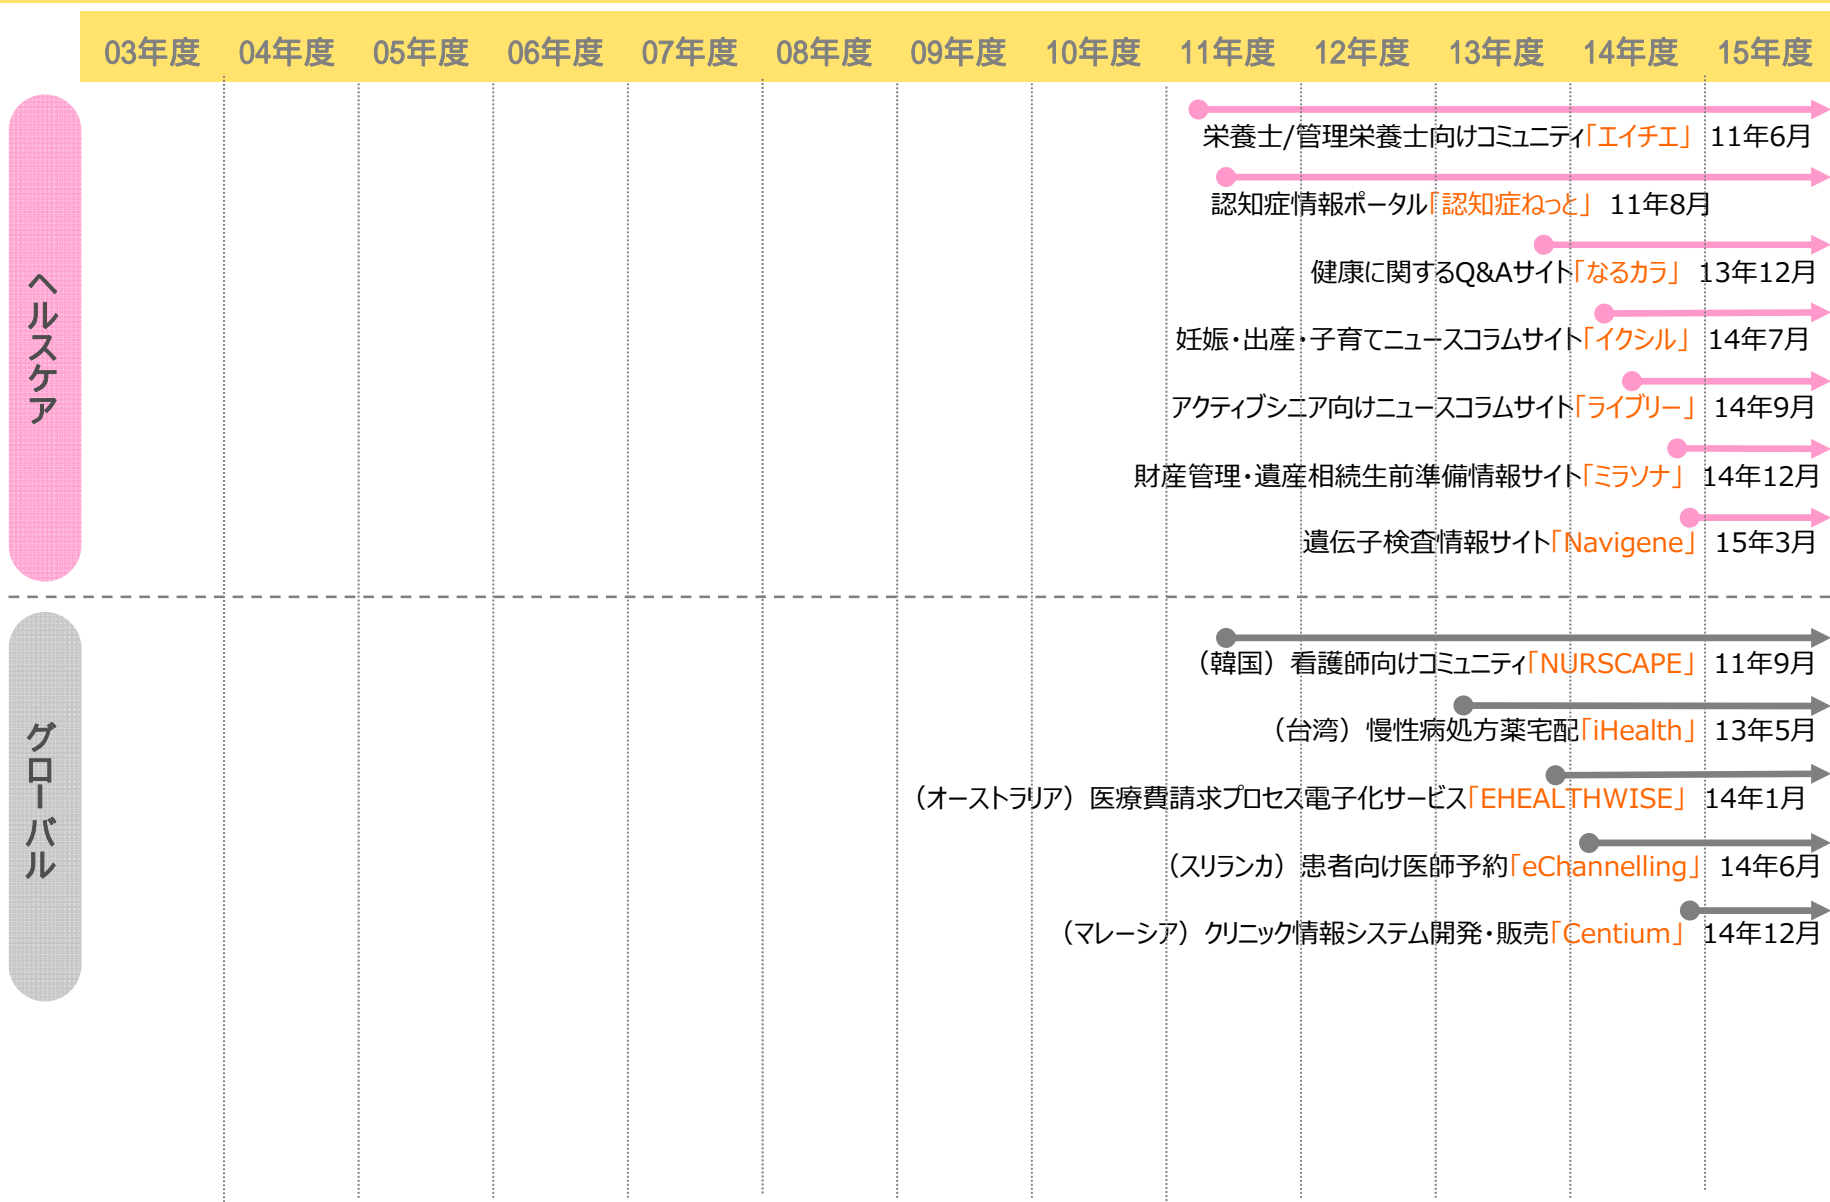 03年度 04年度 05年度 06年度 07年度 08年度 09年度 10年度 11年度 12年度 13年度 14年度 15年度
ヘルスケア
栄養士/管理栄養士向けコミュニティ「エイチエ」 11年6月
認知症情報ポータル「認知症ねっと」 11年8月
健康に関するQ&Aサイト「なるカラ」 13年12月
妊娠・出産・子育てニュースコラムサイト「イクシル」 14年7月
アクティブシニア向けニュースコラムサイト「ライブリー」 14年9月
財産管理・遺産相続生前準備情報サイト「ミラソナ」 14年12月
遺伝子検査情報サイト「Navigene」 15年3月
グローバル
（韓国）看護師向けコミュニティ「NURSCAPE」 11年9月
（台湾）慢性病処方薬宅配「iHealth」 13年5月
（オーストラリア）医療費請求プロセス電子化サービス「EHEALTHWISE」 14年1月
（スリランカ）患者向け医師予約「eChannelling」 14年6月
（マレーシア）クリニック情報システム開発・販売「Centium」 14年12月